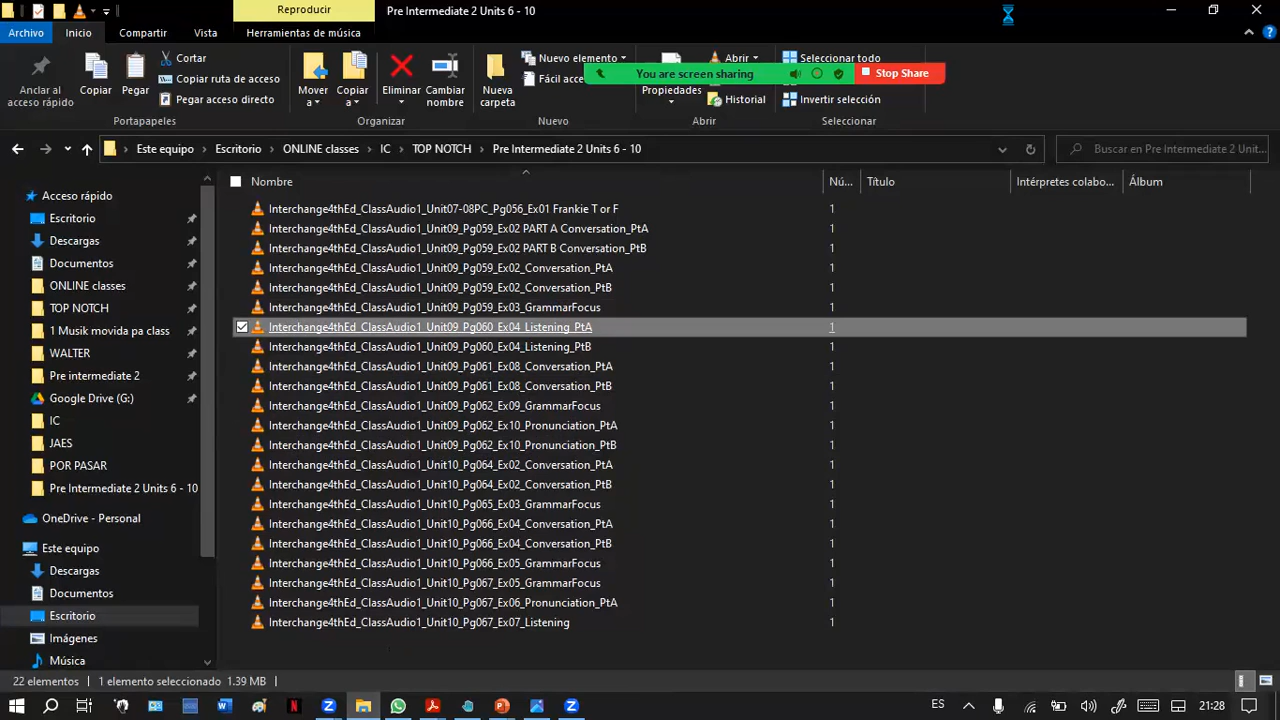 Reproducir
Pre Intermediate 2 Units 6 - 10
Archivo
Inicio
Compartir
Vista
Herramientas de música
Anclar al
acceso rápido
Copiar
Pegar
Cortar
Copiar ruta de acceso
Pegar acceso directo
Portapapeles
Mover
a
Copiar
a
Eliminar
Cambiar
nombre
Organizar
Nueva
carpeta
Nuevo elemento
Fácil acce
Nuevo
Propiedades
Abrir
Historial
Abrir
Seleccionar todo
Invertir selección
Seleccionar
You are screen sharing
Stop Share
Este equipo
Escritorio
ONLINE classes
IC
TOP NOTCH
Pre Intermediate 2 Units 6 - 10
Buscar en Pre Intermediate 2 Unit...
Acceso rápido
Escritorio
Descargas
Documentos
ONLINE classes
TOP NOTCH
1 Musik movida pa class
WALTER
Pre intermediate 2
Google Drive (G:)
IC
JAES
POR PASAR
Pre Intermediate 2 Units 6 - 10
OneDrive - Personal
Este equipo
Descargas
Documentos
Escritorio
Imágenes
Música
Nombre
Nú...
Título
Intérpretes colabo...
Álbum
Interchange4thEd_ClassAudio1_Unit07-08PC_Pg056_Ex01 Frankie T or F 1
Interchange4thEd_ClassAudio1_Unit09_Pg059_Ex02 PART A Conversation_PtA 1
Interchange4thEd_ClassAudio1_Unit09_Pg059_Ex02 PART B Conversation_PtB 1
Interchange4thEd_ClassAudio1_Unit09_Pg059_Ex02_Conversation_PtA 1
Interchange4thEd_ClassAudio1_Unit09_Pg059_Ex02_Conversation_PtB 1
Interchange4thEd_ClassAudio1_Unit09_Pg059_Ex03_GrammarFocus 1
Interchange4thEd_ClassAudio1_Unit09_Pg060_Ex04_Listening_PtA 1
Interchange4thEd_ClassAudio1_Unit09_Pg060_Ex04_Listening_PtB 1
Interchange4thEd_ClassAudio1_Unit09_Pg061_Ex08_Conversation_PtA 1
Interchange4thEd_ClassAudio1_Unit09_Pg061_Ex08_Conversation_PtB 1
Interchange4thEd_ClassAudio1_Unit09_Pg062_Ex09_GrammarFocus 1
Interchange4thEd_ClassAudio1_Unit09_Pg062_Ex10_Pronunciation_PtA 1
Interchange4thEd_ClassAudio1_Unit09_Pg062_Ex10_Pronunciation_PtB 1
Interchange4thEd_ClassAudio1_Unit10_Pg064_Ex02_Conversation_PtA 1
Interchange4thEd_ClassAudio1_Unit10_Pg064_Ex02_Conversation_PtB 1
Interchange4thEd_ClassAudio1_Unit10_Pg065_Ex03_GrammarFocus 1
Interchange4thEd_ClassAudio1_Unit10_Pg066_Ex04_Conversation_PtA 1
Interchange4thEd_ClassAudio1_Unit10_Pg066_Ex04_Conversation_PtB 1
Interchange4thEd_ClassAudio1_Unit10_Pg066_Ex05_GrammarFocus 1
Interchange4thEd_ClassAudio1_Unit10_Pg067_Ex05_GrammarFocus 1
Interchange4thEd_ClassAudio1_Unit10_Pg067_Ex06_Pronunciation_PtA 1
Interchange4thEd_ClassAudio1_Unit10_Pg067_Ex07_Listening 1
22 elementos
1 elemento seleccionado 1.39 MB
ES
21:28